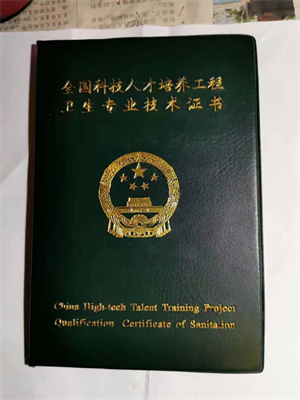 全国科技人才培养工程
卫生专业技术证书
China High-tech Talent Training Project
Qualification Certificate of Sanitation